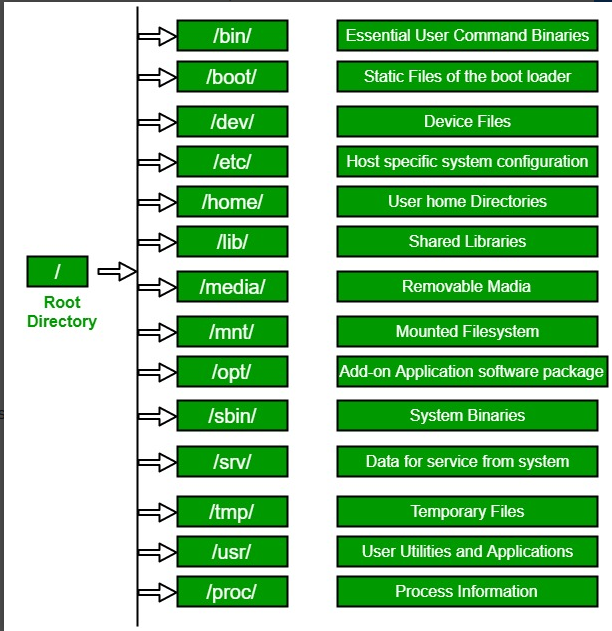 /
Root
Directory
/bin/ Essential User Command Binaries
/boot/ Static Files of the boot loader
/dev/ Device Files
/etc/ Host specific system configuration
/home/ User home Directories
/lib/ Shared Libraries
/media/ Removable Madia
/mnt/ Mounted Filesystem
/opt/ Add-on Application software package
/sbin/ System Binaries
/srv/ Data for service from system
/tmp/ Temporary Files
/usr/ User Utilities and Applications
/proc/ Process Information